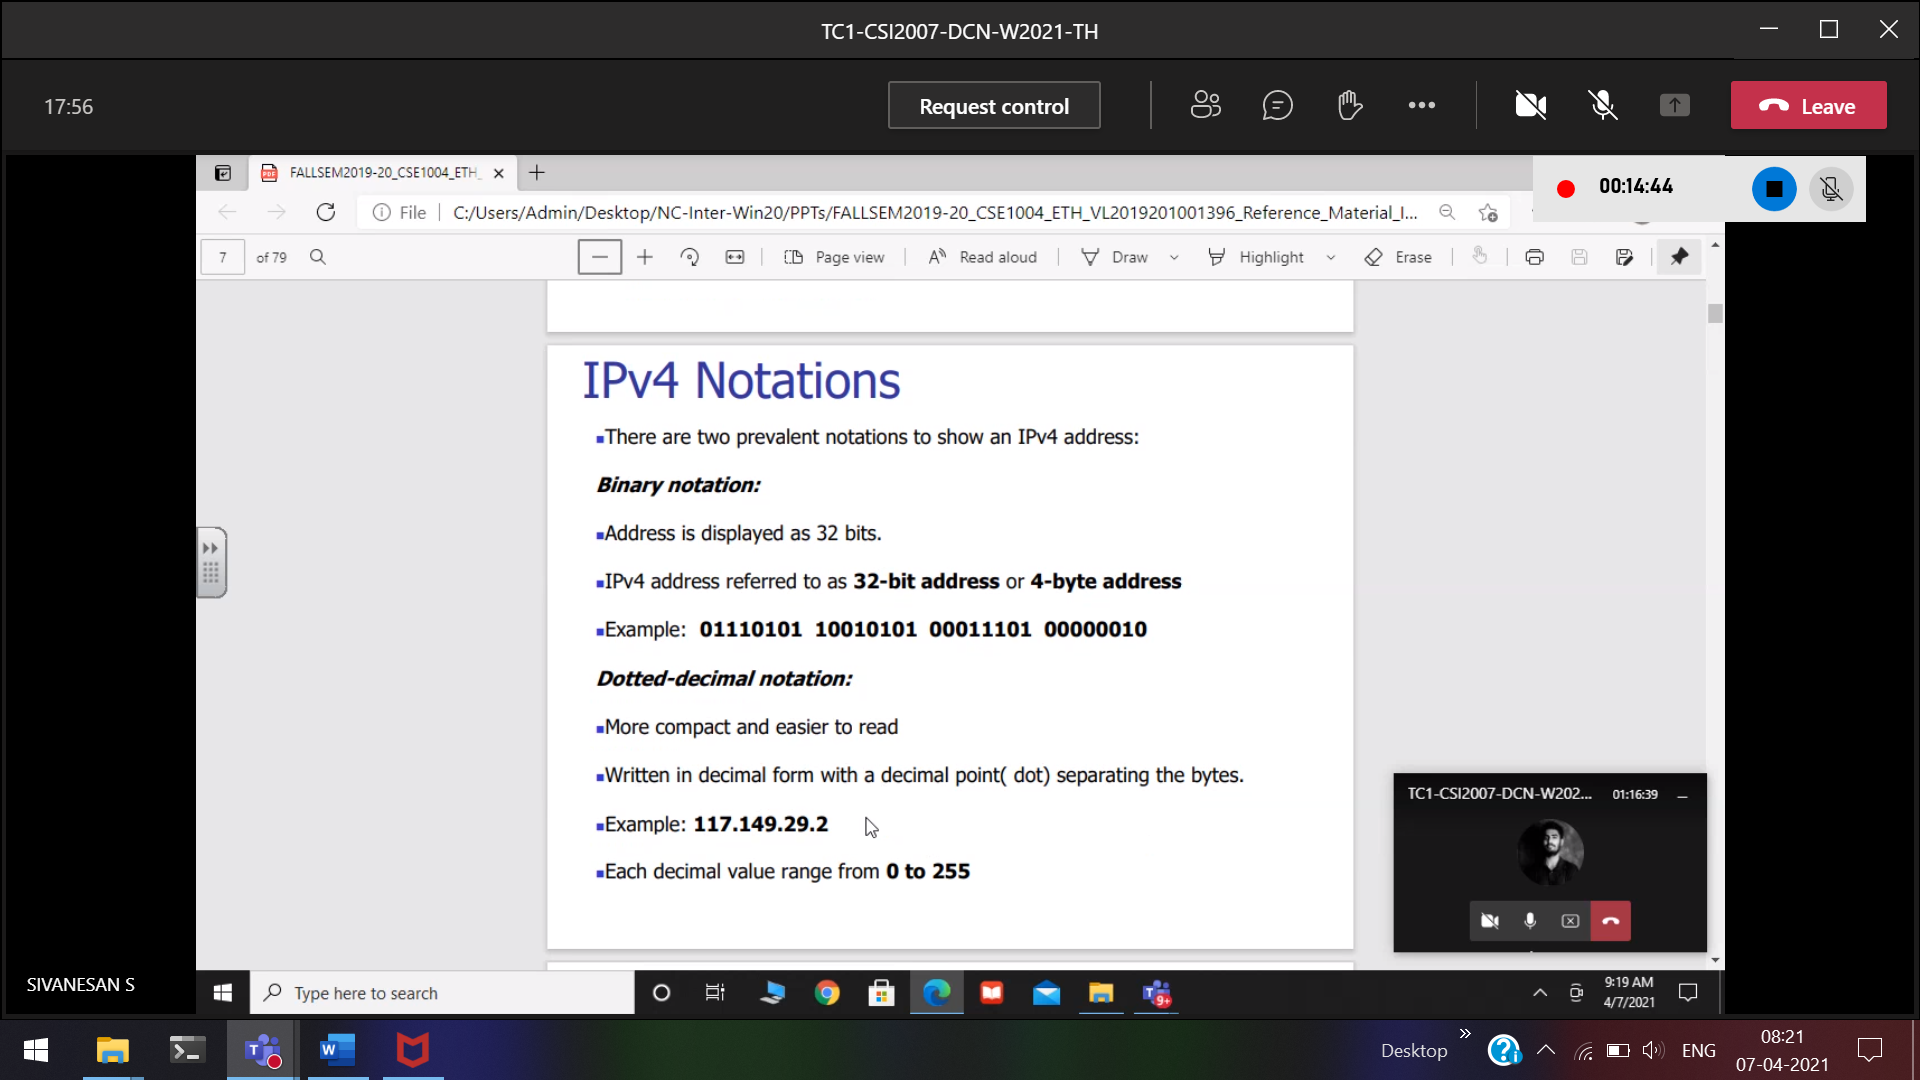 TC1-CSI2007-DCN-W2021-TH
17:56
Request control
Leave
FALLSEM2019-20_CSE1004_ETH_
00:14:44
File
C:/Users/Admin/Desktop/NC-Inter-Win20/PPTs/FALLSEM2019-20_CSE1004_ETH_VL2019201001396_Reference_Material_I...
7 of 79
Page view
Read aloud
Draw
Highlight
Erase
IPv4 Notations
There are two prevalent notations to show an IPv4 address:
Binary notation:
Address is displayed as 32 bits.
IPv4 address referred to as 32-bit address or 4-byte address
Example: 01110101 10010101 00011101 00000010
Dotted-decimal notation:
More compact and easier to read
Written in decimal form with a decimal point( dot) separating the bytes.
Example: 117.149.29.2
Each decimal value range from 0 to 255
TC1-CSI2007-DCN-W202... 01:16:39
SIVANESAN S
Type here to search
9+
9:19 AM
4/7/2021
Desktop
ENG
08:21
07-04-2021